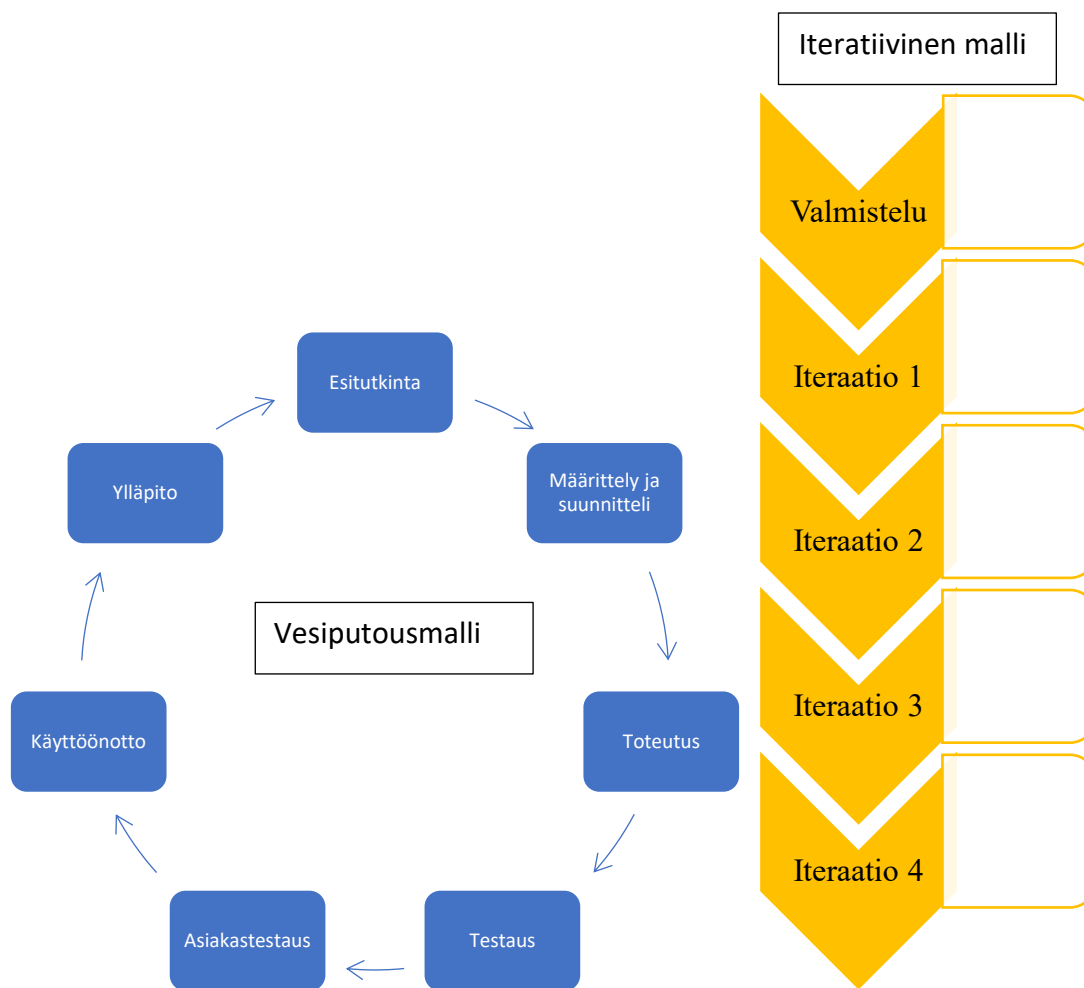 Iteratiivinen malli
Valmistelu
Iteraatio 1
Iteraatio 2
Iteraatio 3
Iteraatio 4
Esitutkinta
Määrittely ja
suunnitteli
Toteutus
Testaus
Asiakastestaus
Käyttöönotto
Ylläpito
Vesiputousmalli